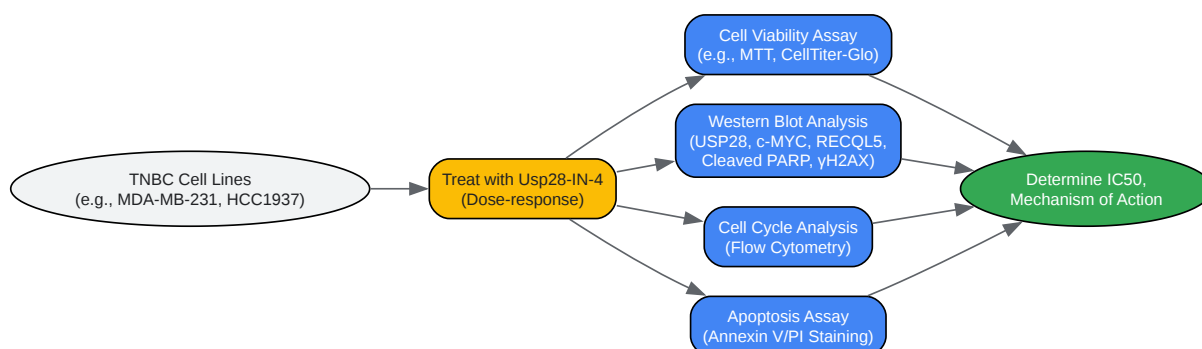 TNBC Cell Lines
(e.g., MDA-MB-231, HCC1937)
Treat with Usp28-IN-4
(Dose-response)
Cell Viability Assay
(e.g., MTT, CellTiter-Glo)
Western Blot Analysis
(USP28, c-MYC, RECQL5,
Cleaved PARP, γH2AX)
Cell Cycle Analysis
(Flow Cytometry)
Apoptosis Assay
(Annexin V/PI Staining)
Determine IC50,
Mechanism of Action